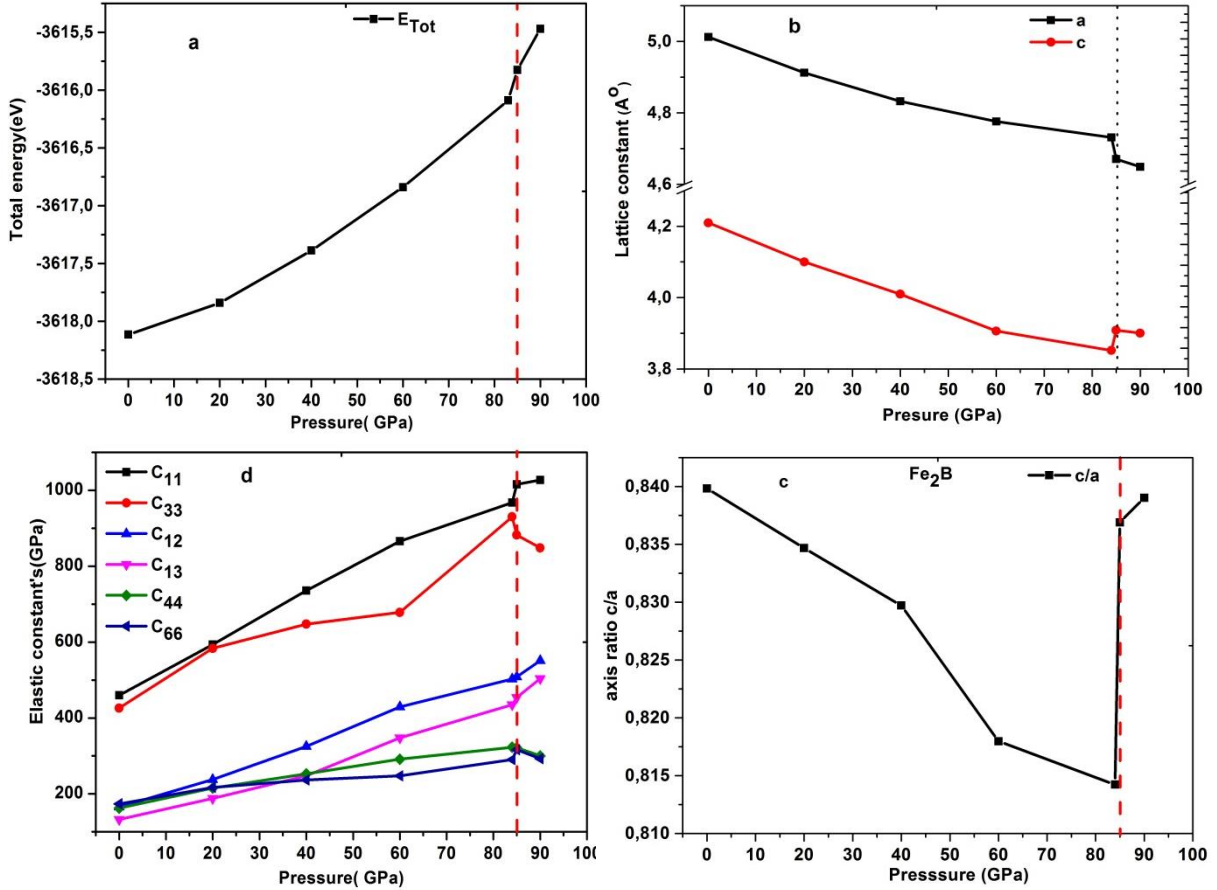 E_Tot
a
-3615,5
-3616,0
-3616,5
-3617,0
-3617,5
-3618,0
-3618,5
Total energy(eV)
0 10 20 30 40 50 60 70 80 90 100
Pressure( GPa)
b
a
c
5,0
4,8
4,6
4,2
4,0
3,8
Lattice constant (A°)
0 10 20 30 40 50 60 70 80 90 100
Presure (GPa)
d
C11
C33
C12
C13
C44
C66
1000
800
600
400
200
Elastic constant's(GPa)
0 10 20 30 40 50 60 70 80 90 100
Pressure( GPa)
c
Fe2B
c/a
0,840
0,835
0,830
0,825
0,820
0,815
0,810
axis ratio c/a
0 10 20 30 40 50 60 70 80 90 100
Presssure (GPa)